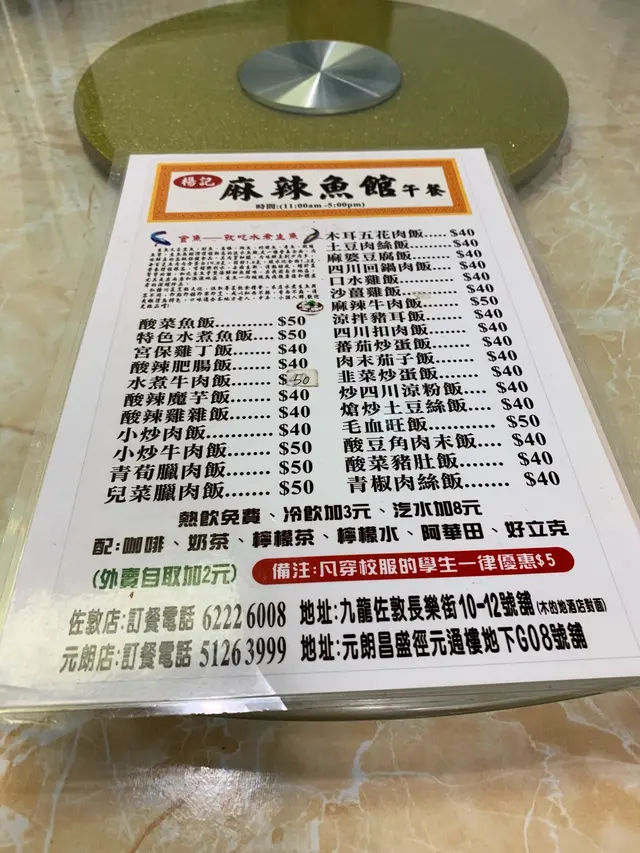 楊記
麻辣魚館午餐
時間:(11:00am-5:00pm)
食魚——就吃水煮生魚
酸菜魚飯........ $50
特色水煮魚飯... $50
宮保雞丁飯....... $40
酸辣肥腸飯....... $40
水煮牛肉飯....... $50
酸辣魔芋飯....... $40
酸辣雞雜飯....... $40
小炒肉飯............ $40
小炒牛肉飯....... $50
青荀臘肉飯....... $50
兒菜臘肉飯....... $50
木耳五花肉飯..... $40
土豆肉絲飯....... $40
麻婆豆腐飯....... $40
四川回鍋肉飯.... $40
口水雞飯........... $40
沙薑雞飯........... $40
麻辣牛肉飯....... $50
涼拌豬耳飯....... $40
四川扣肉飯....... $40
蕃茄炒蛋飯....... $40
肉末茄子飯....... $40
韭菜炒蛋飯....... $40
炒四川涼粉飯.... $40
熗炒土豆絲飯.... $40
毛血旺飯........... $50
酸豆角肉末飯... $40
酸菜豬肚飯....... $40
青椒肉絲飯....... $40
熱飲免費、冷飲加3元、汽水加8元
配:咖啡、奶茶、檸檬茶、檸檬水、阿華田、好立克
(外賣自取加2元)
備注:凡穿校服的學生一律優惠$5
佐敦店:訂餐電話 6222 6008 地址:九龍佐敦長樂街10-12號舖(木的地酒店對面)
元朗店:訂餐電話 5126 3999 地址:元朗昌盛徑元通樓地下G08號舖